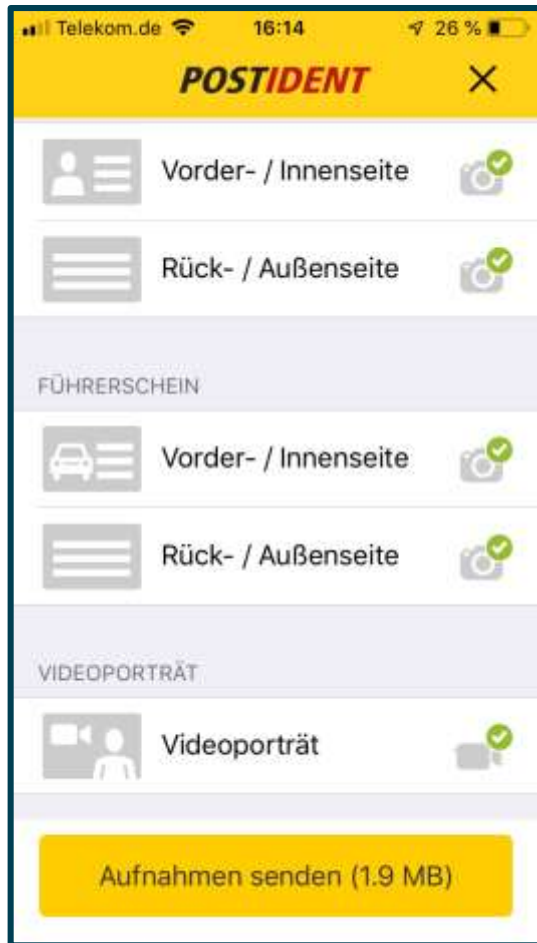 Telekom.de 16:14 26 %
POSTIDENT
Vorder- / Innenseite
Rück- / Außenseite
FÜHRERSCHEIN
Vorder- / Innenseite
Rück- / Außenseite
VIDEOPORTRÄT
Videoporträt
Aufnahmen senden (1.9 MB)